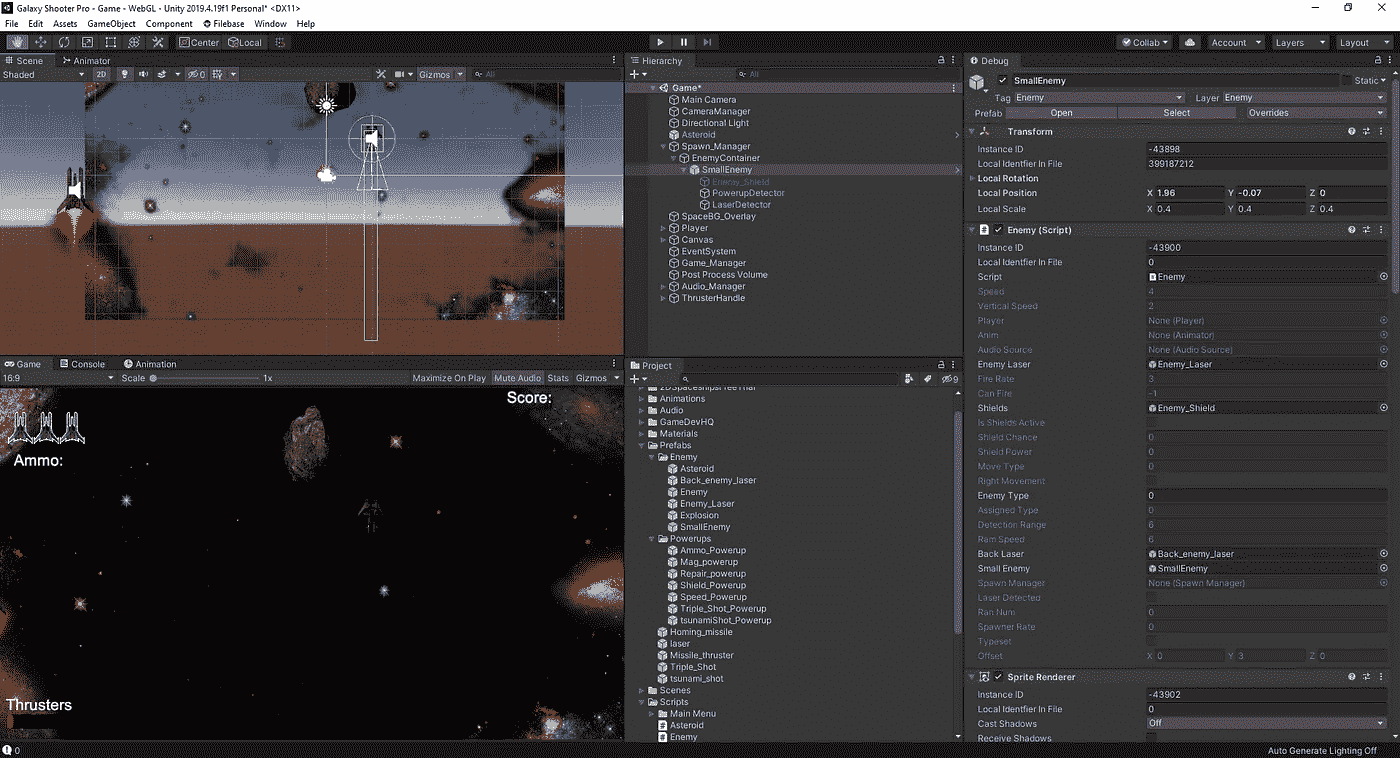 Galaxy Shooter Pro - Game - WebGL - Unity 2019.4.19f1 Personal* <DX11>
File Edit Assets GameObject Component Filebase Window Help
Center Local Collab Account Layers Layout
Scene Animator
Shaded 2D 0 Gizmos All
Hierarchy
All
Game*
Main Camera
CameraManager
Directional Light
Asteroid
Spawn_Manager
EnemyContainer
SmallEnemy
Enemy_Shield
PowerupDetector
LaserDetector
SpaceBG_Overlay
Player
Canvas
EventSystem
Game_Manager
Post Process Volume
Audio_Manager
ThrusterHandle
Game Console Animation
16:9 Scale 1x Maximize On Play Mute Audio Stats Gizmos
Score:
Ammo:
Thrusters
Project
9
2DSpaceshipsFreeTrial
Animations
Audio
GameDevHQ
Materials
Prefabs
Enemy
Asteroid
Back_enemy_laser
Enemy
Enemy_Laser
Explosion
SmallEnemy
Powerups
Ammo_Powerup
Mag_powerup
Repair_powerup
Shield_Powerup
Speed_Powerup
Triple_Shot_Powerup
tsunamiShot_Powerup
Homing_missile
laser
Missile_thruster
Triple_Shot
tsunami_shot
Scenes
Scripts
Main Menu
Asteroid
Enemy
Debug
SmallEnemy Static
Tag Enemy Layer Enemy
Prefab Open Select Overrides
Transform
Instance ID -43898
Local Identfier In File 399187212
Local Rotation
Local Position X 1.96 Y -0.07 Z 0
Local Scale X 0.4 Y 0.4 Z 0.4
Enemy (Script)
Instance ID -43900
Local Identfier In File 0
Script Enemy
Speed 4
Vertical Speed 2
Player None (Player)
Anim None (Animator)
Audio Source None (Audio Source)
Enemy Laser Enemy_Laser
Fire Rate 3
Can Fire -1
Shields Enemy_Shield
Is Shields Active
Shield Chance 0
Shield Power 0
Move Type 0
Right Movement
Enemy Type 0
Assigned Type 0
Detection Range 6
Ram Speed 6
Back Laser Back_enemy_laser
Small Enemy SmallEnemy
Spawn Manager None (Spawn Manager)
Laser Detected
Ran Num 0
Spawner Rate 0
Typeset
Offset X 0 Y 3 Z 0
Sprite Renderer
Instance ID -43902
Local Identfier In File 0
Cast Shadows Off
Receive Shadows
0
Auto Generate Lighting Off